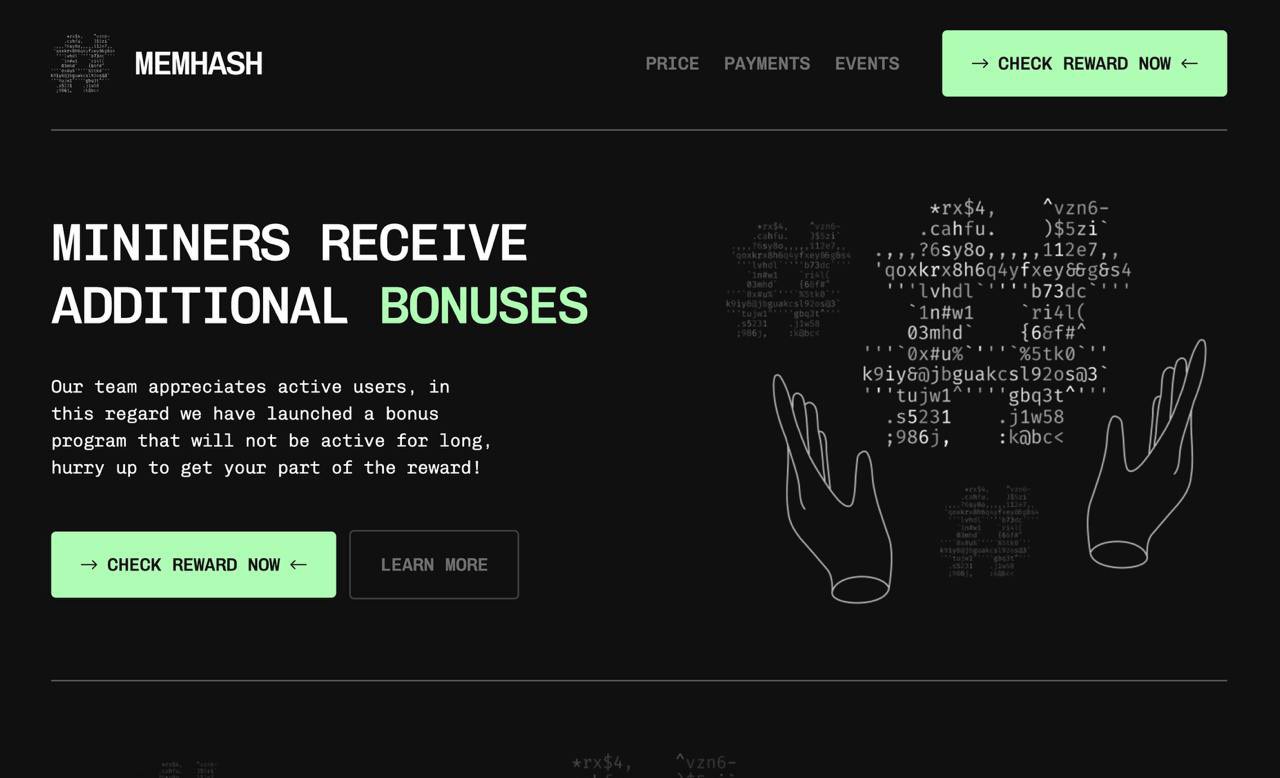 MEMHASH
PRICE PAYMENTS EVENTS
→ CHECK REWARD NOW ←
MININERS RECEIVE
ADDITIONAL BONUSES
Our team appreciates active users, in
this regard we have launched a bonus
program that will not be active for long,
hurry up to get your part of the reward!
→ CHECK REWARD NOW ←
LEARN MORE
*rx$4, ^vzn6-
.cahfu. )$5zi`
.,,,?6sy8o,,,,,112e7,,
'qoxkrx8h6q4yfxey&&g&s4
'''lvhdl`''''b73dc`'''
`1n#w1 `ri4l(
03mhd` {6&f#^
''''`0x#u%`''''`%5tk0`''
k9iy&@jbguakcsl92os@3`
'''tujw1^''''gbq3t^'''
.s5231 .j1w58
;986j, :k@bc<
*rx$4, ^vzn6-